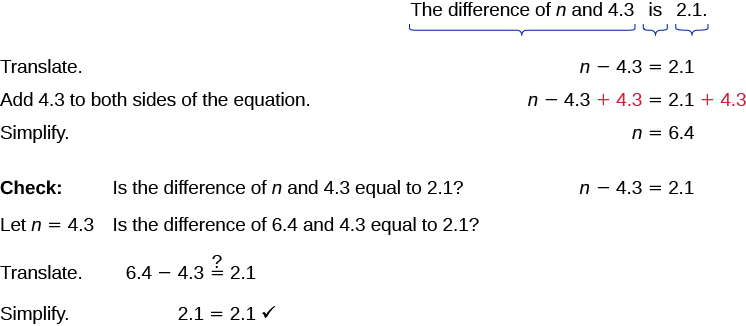 The difference of n and 4.3 is 2.1.
Translate. n − 4.3 = 2.1
Add 4.3 to both sides of the equation. n − 4.3 + 4.3 = 2.1 + 4.3
Simplify. n = 6.4
Check: Is the difference of n and 4.3 equal to 2.1? n − 4.3 = 2.1
Let n = 4.3 Is the difference of 6.4 and 4.3 equal to 2.1?
Translate. 6.4 − 4.3 ≟ 2.1
Simplify. 2.1 = 2.1 ✓